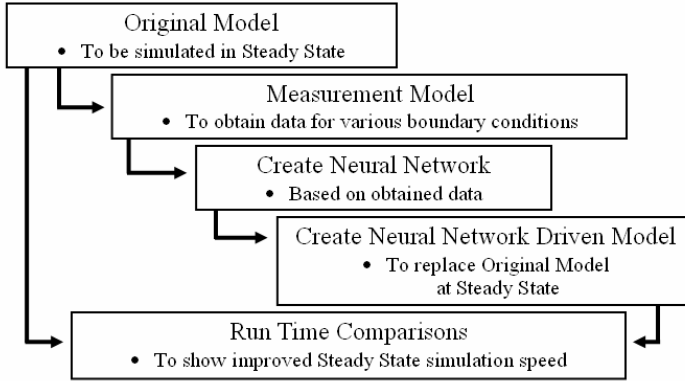 Original Model
• To be simulated in Steady State
Measurement Model
• To obtain data for various boundary conditions
Create Neural Network
• Based on obtained data
Create Neural Network Driven Model
• To replace Original Model
at Steady State
Run Time Comparisons
• To show improved Steady State simulation speed